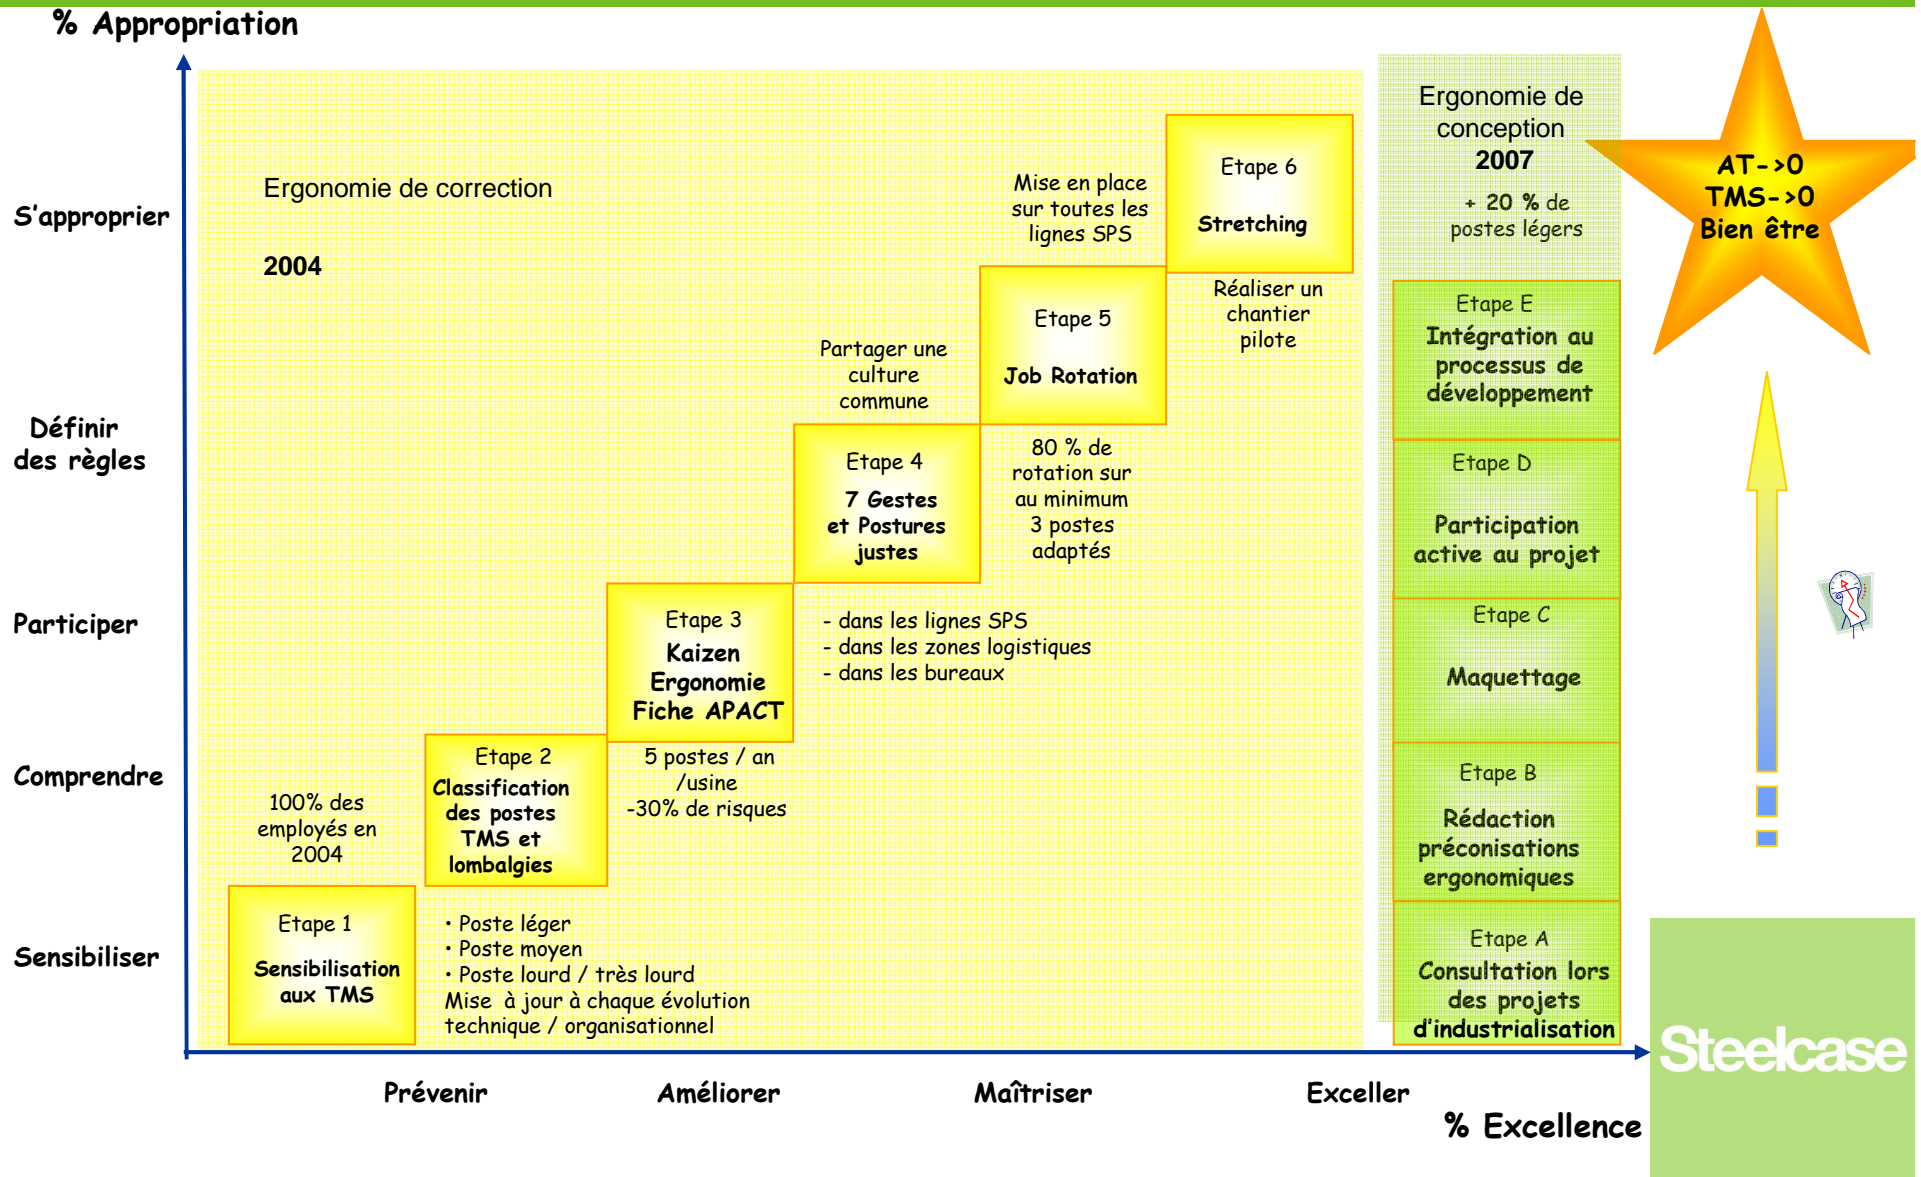 % Appropriation
Ergonomie de correction
2004
S'approprier
Définir
des règles
Participer
Comprendre
Sensibiliser
100% des
employés en
2004
Etape 1
Sensibilisation
aux TMS
Etape 2
Classification
des postes
TMS et
lombalgies
• Poste léger
• Poste moyen
• Poste lourd / très lourd
Mise à jour à chaque évolution
technique / organisationnel
Etape 3
Kaizen
Ergonomie
Fiche APACT
5 postes / an
/usine
-30% de risques
Partager une
culture
commune
Etape 4
7 Gestes
et Postures
justes
- dans les lignes SPS
- dans les zones logistiques
- dans les bureaux
Mise en place
sur toutes les
lignes SPS
Etape 5
Job Rotation
80 % de
rotation sur
au minimum
3 postes
adaptés
Etape 6
Stretching
Réaliser un
chantier
pilote
Ergonomie de
conception
2007
+ 20 % de
postes légers
Etape E
Intégration au
processus de
développement
Etape D
Participation
active au projet
Etape C
Maquettage
Etape B
Rédaction
préconisations
ergonomiques
Etape A
Consultation lors
des projets
d'industrialisation
AT->0
TMS->0
Bien être
Prévenir
Améliorer
Maîtriser
Exceller
% Excellence
Steelcase